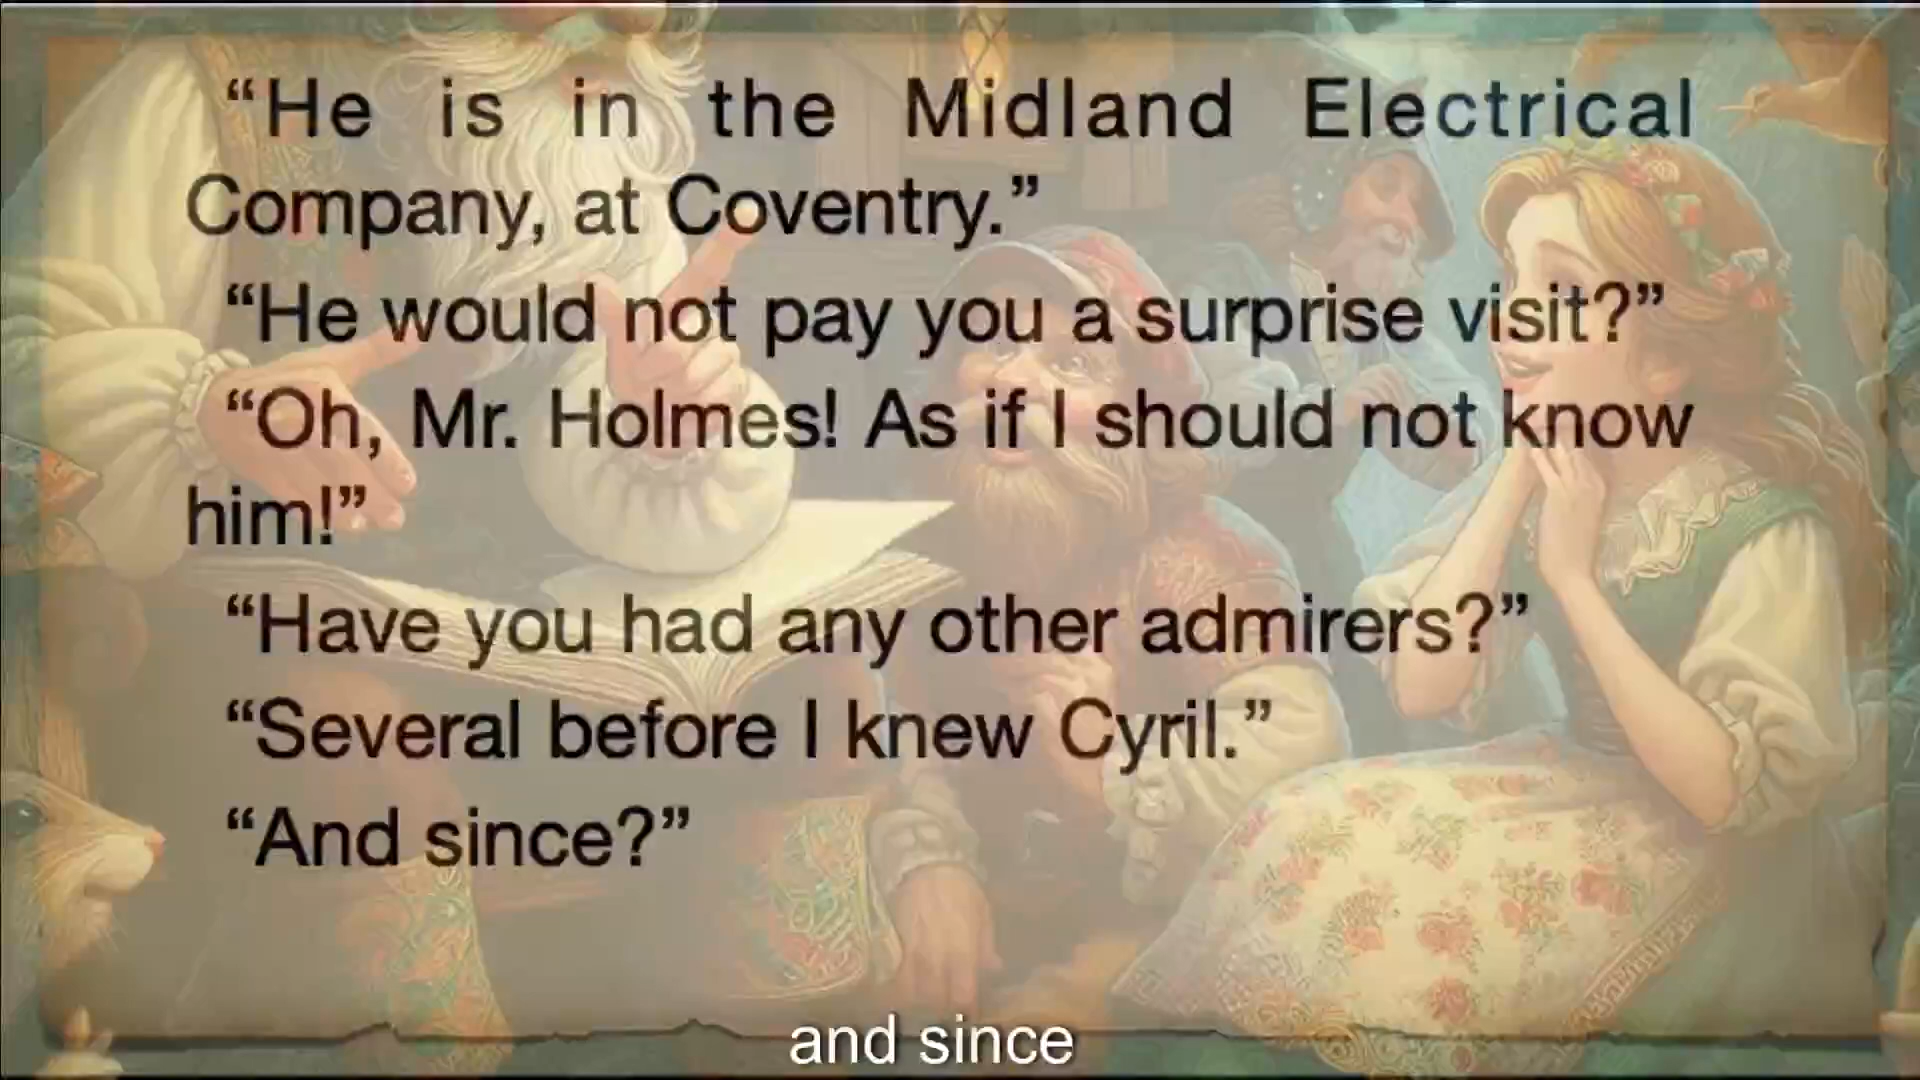 “He is in the Midland Electrical
Company, at Coventry.”
“He would not pay you a surprise visit?”
“Oh, Mr. Holmes! As if I should not know
him!”
“Have you had any other admirers?”
“Several before I knew Cyril.”
“And since?”
and since